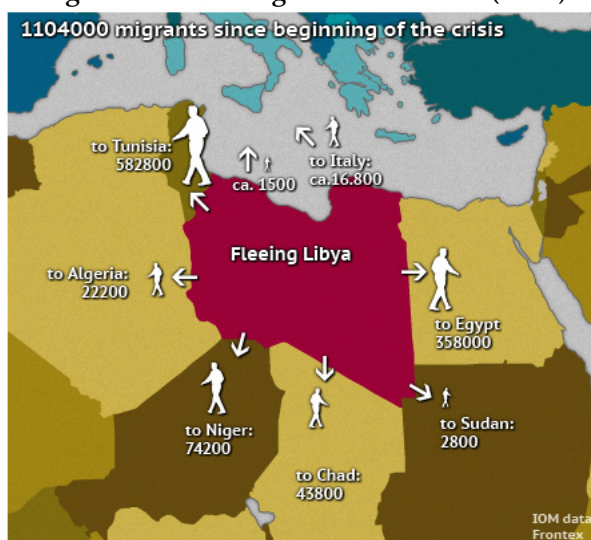 1104000 migrants since beginning of the crisis
to Tunisia:
582800
ca. 1500
to Italy:
ca.16.800
Fleeing Libya
to Algeria:
22200
to Egypt
358000
to Niger:
74200
to Chad:
43800
to Sudan:
2800
IOM data
Frontex